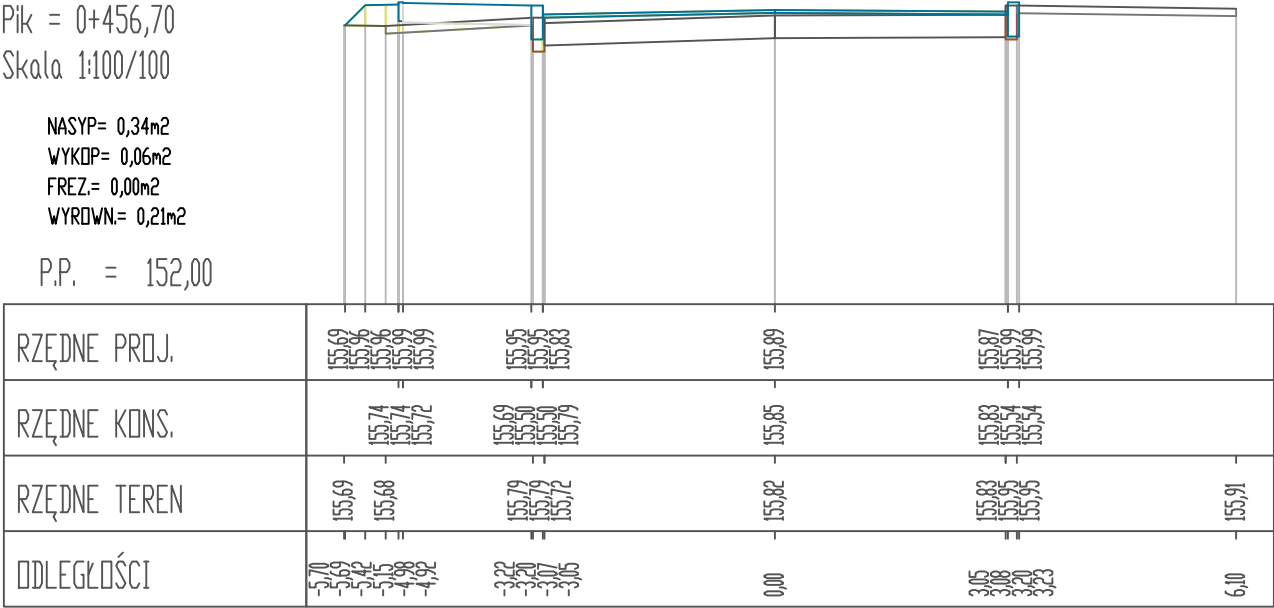 Pik = 0+456,70
Skala 1:100/100
NASYP= 0,34m2
WYKOP= 0,06m2
FREZ.= 0,00m2
WYROWN.= 0,21m2
P.P. = 152,00
RZĘDNE PROJ. 155,69 155,96 155,96 155,99 155,99 155,95 155,95 155,83 155,89 155,87 155,99 155,99
RZĘDNE KONS. 155,74 155,74 155,72 155,69 155,50 155,50 155,79 155,85 155,83 155,54 155,54
RZĘDNE TEREN 155,69 155,68 155,79 155,79 155,72 155,82 155,83 155,95 155,95 155,91
ODLEGŁOŚCI -5,70 -5,69 -5,42 -5,15 -4,98 -4,92 -3,22 -3,20 -3,07 -3,05 0,00 3,05 3,08 3,20 3,23 6,10